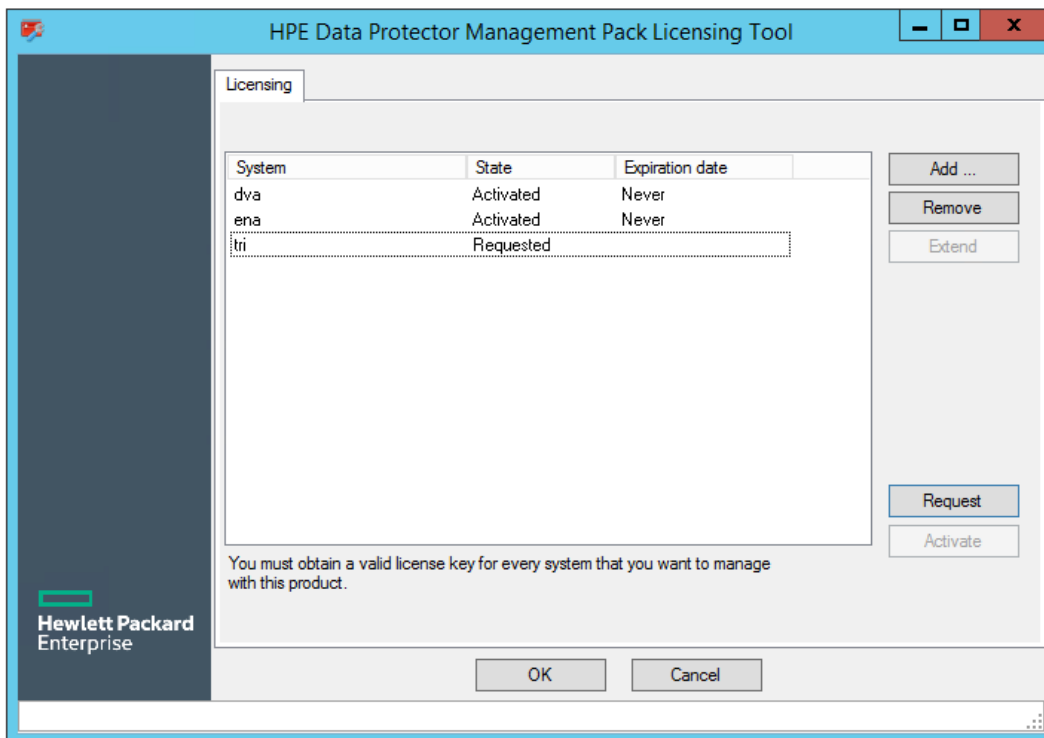 HPE Data Protector Management Pack Licensing Tool
Licensing
System State Expiration date
dva Activated Never
ena Activated Never
tri Requested
Add ...
Remove
Extend
Request
Activate
You must obtain a valid license key for every system that you want to manage
with this product.
Hewlett Packard
Enterprise
OK Cancel